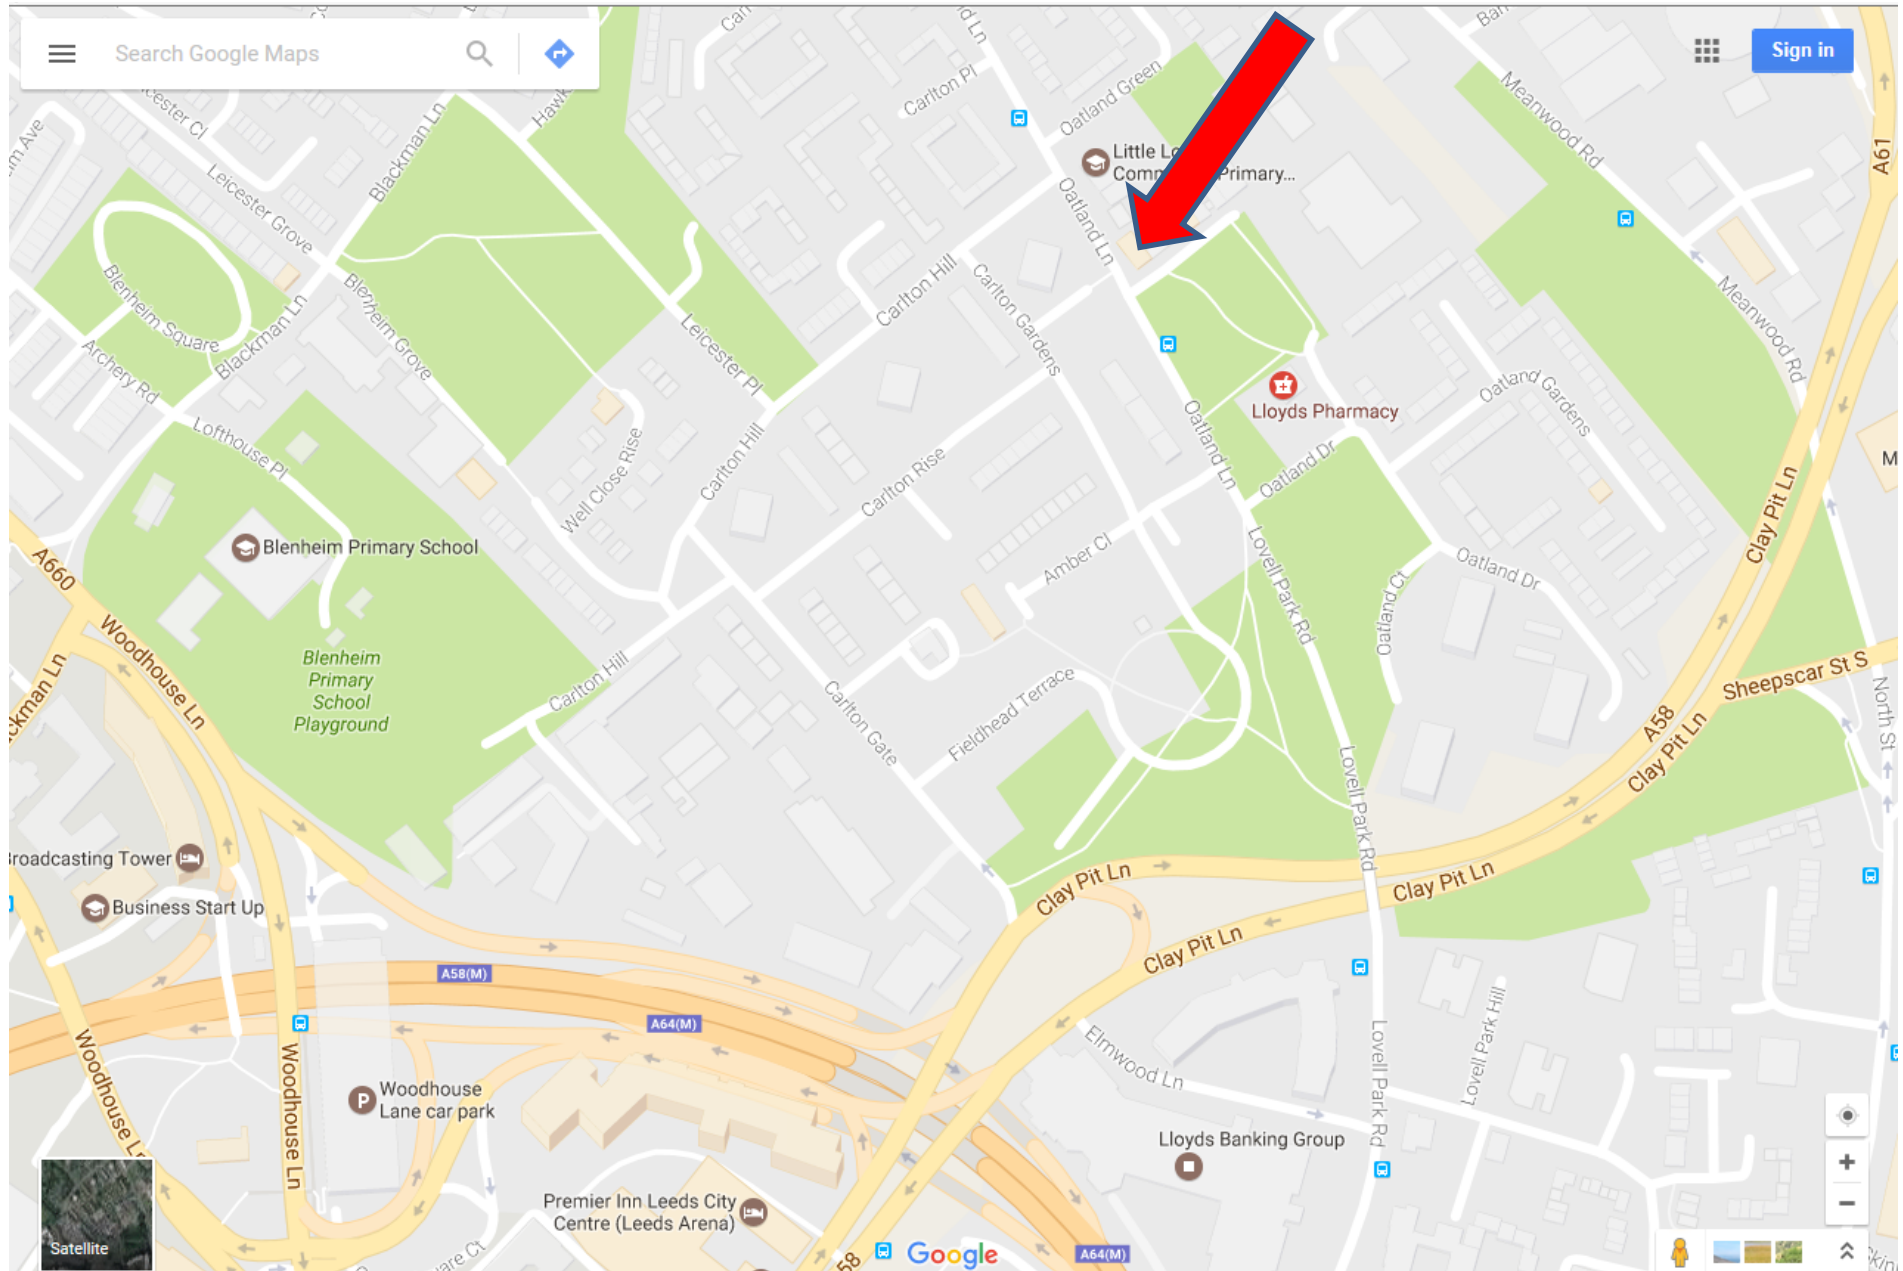 Search Google Maps
Sign in
Carlton Pl
Oatland Green
Meanwood Rd
A61
Leicester Grove
Blackman Ln
Little
Primary...
Oatland Ln
Blenheim Square
Blackman Ln
Blenheim Grove
Carlton Hill
Carlton Gardens
Meanwood Rd
Archery Rd
Leicester Pl
Lofthouse Pl
Lloyds Pharmacy
Oatland Gardens
Well Close Rise
Carlton Hill
Carlton Rise
Oatland Ln
Oatland Dr
Clay Pit Ln
Blenheim Primary School
A660
Woodhouse Ln
Amber Cl
Lovell Park Rd
Oatland Ct
Oatland Dr
Blenheim
Primary
School
Playground
Carlton Hill
Carlton Gate
Fieldhead Terrace
Sheepscar St S
North St
A58
Clay Pit Ln
Lovell Park Rd
Business Start Up
Clay Pit Ln
Clay Pit Ln
Clay Pit Ln
A58(M)
A64(M)
Elmwood Ln
Lovell Park Rd
Lovell Park Hill
Woodhouse Ln
Woodhouse Ln
Woodhouse
Lane car park
Lloyds Banking Group
Premier Inn Leeds City
Centre (Leeds Arena)
Satellite
Google
A64(M)